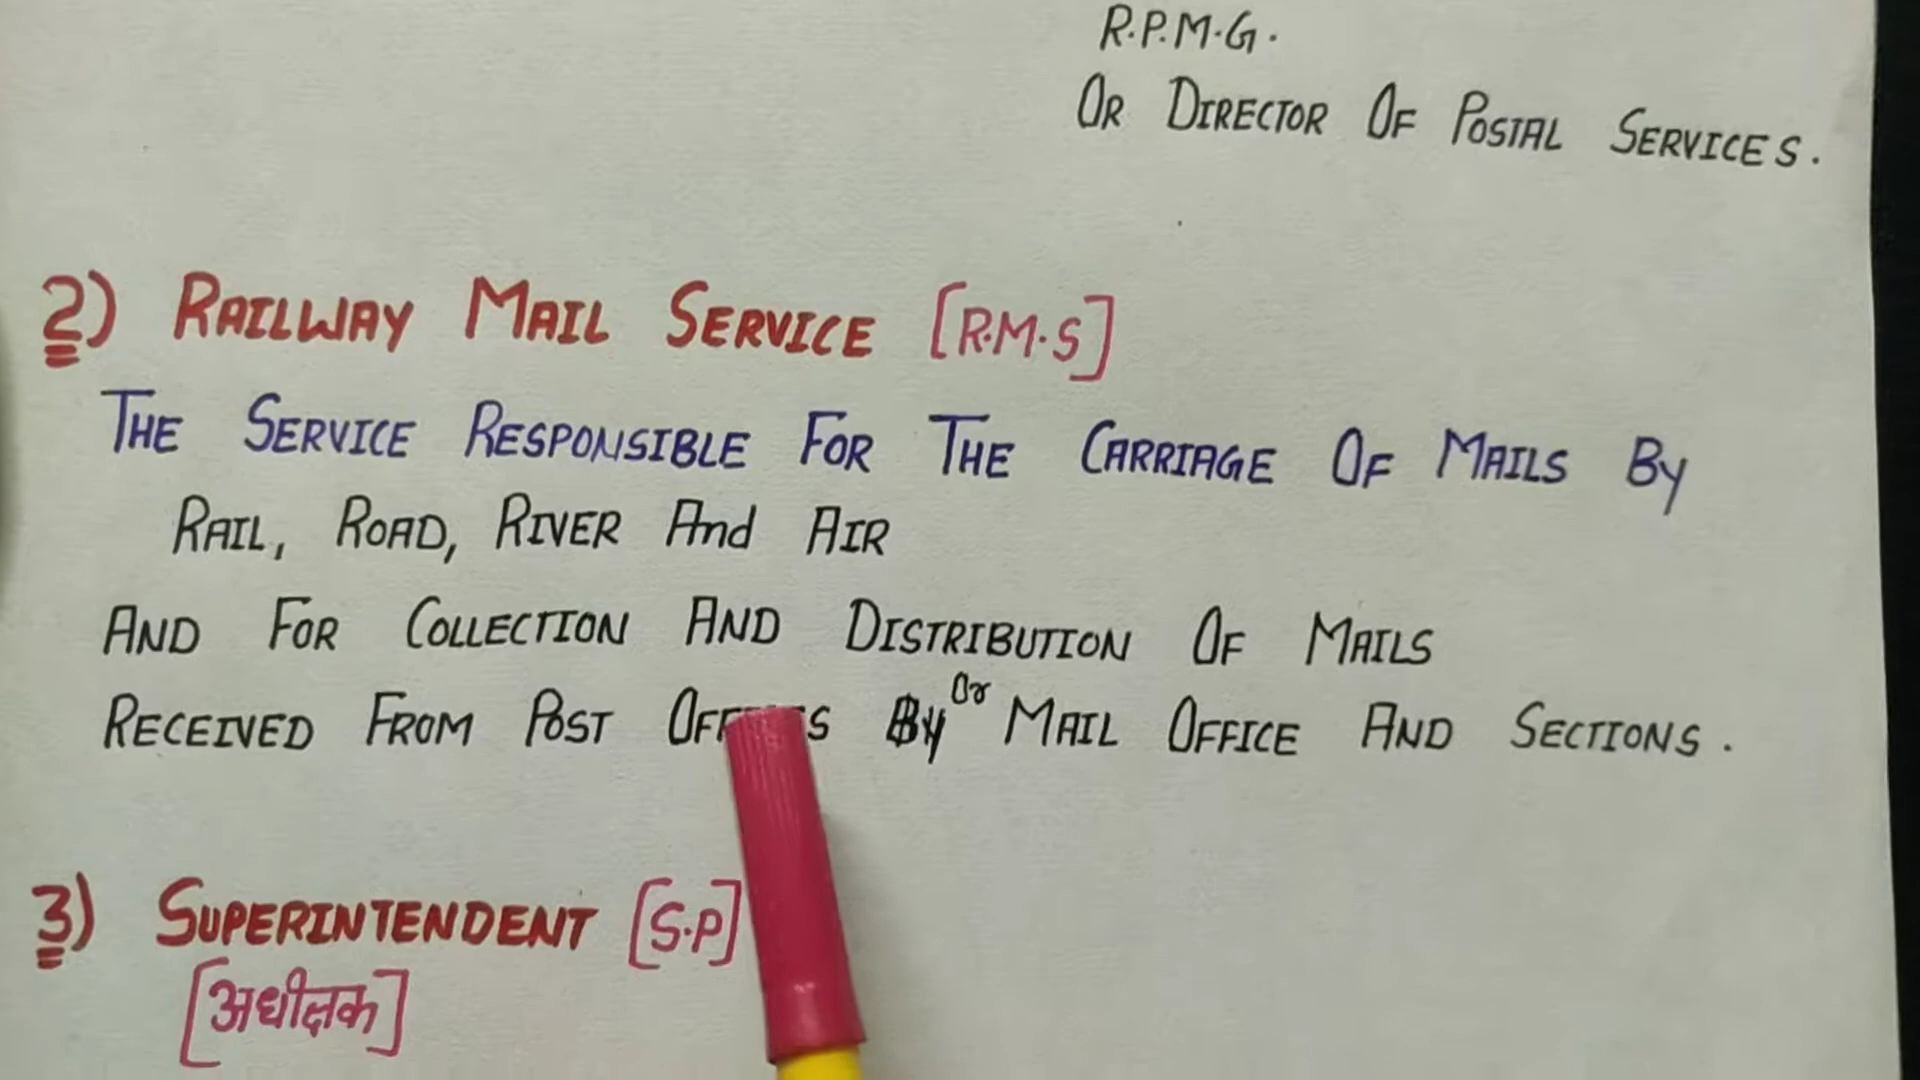 R.P.M.G.
OR DIRECTOR OF POSTAL SERVICES.
2) RAILWAY MAIL SERVICE [R.M.S]
THE SERVICE RESPONSIBLE FOR THE CARRIAGE OF MAILS BY
RAIL, ROAD, RIVER And AIR
AND FOR COLLECTION AND DISTRIBUTION OF MAILS
RECEIVED FROM POST By Or MAIL OFFICE AND SECTIONS.
3) SUPERINTENDENT [S.P]
[अधीक्षक]